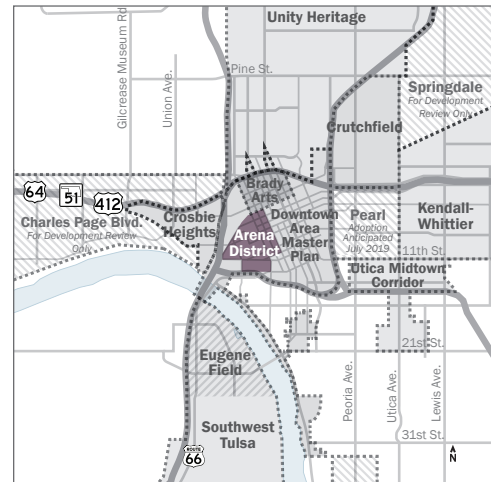 Unity Heritage
Gilcrease Museum Rd.
Union Ave.
Pine St.
Springdale
For Development
Review Only
Crutchfield
64
51
412
Brady
Arts
Crosbie
Heights
Charles Page Blvd.
For Development Review
Only
Arena
District
Downtown
Area
Master
Plan
Pearl
Adoption
Anticipated
July 2019
Kendall-
Whittier
11th St.
Utica Midtown
Corridor
21st St.
Eugene
Field
Peoria Ave.
Utica Ave.
Lewis Ave.
Southwest
Tulsa
31st St.
ROUTE
66
N